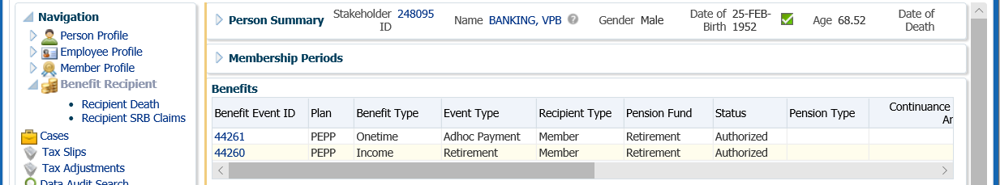 Navigation
Person Profile
Employee Profile
Member Profile
Benefit Recipient
• Recipient Death
• Recipient SRB Claims
Cases
Tax Slips
Tax Adjustments
Data Audit Search
Person Summary Stakeholder ID 248095 Name BANKING, VPB Gender Male Date of Birth 25-FEB-1952 Age 68.52 Date of Death
Membership Periods
Benefits
Benefit Event ID Plan Benefit Type Event Type Recipient Type Pension Fund Status Pension Type Continuance
44261 PEPP Onetime Adhoc Payment Member Retirement Authorized
44260 PEPP Income Retirement Member Retirement Authorized